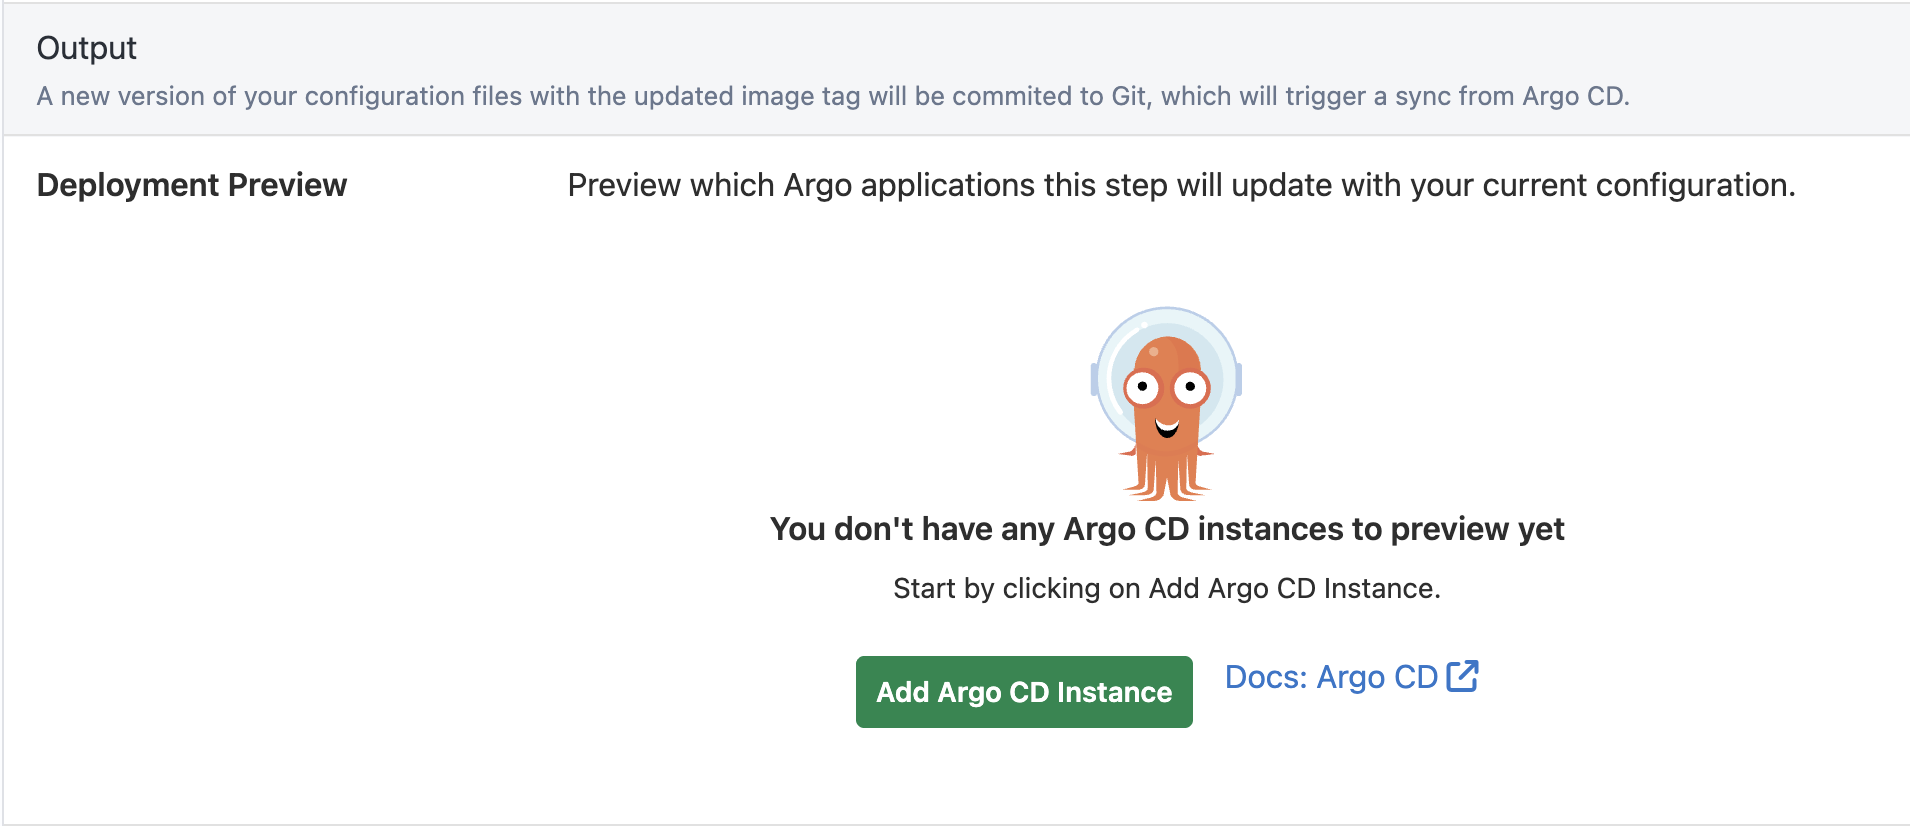 Output
A new version of your configuration files with the updated image tag will be commited to Git, which will trigger a sync from Argo CD.
Deployment Preview
Preview which Argo applications this step will update with your current configuration.
You don't have any Argo CD instances to preview yet
Start by clicking on Add Argo CD Instance.
Add Argo CD Instance
Docs: Argo CD